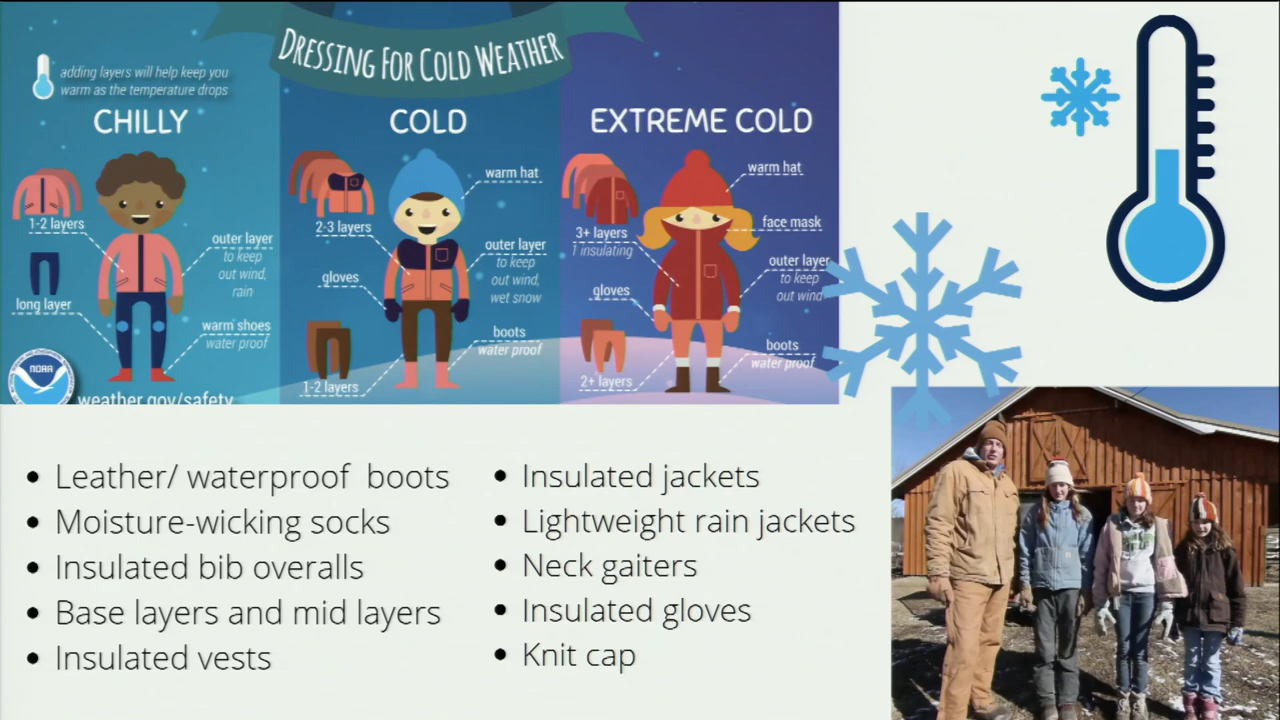 DRESSING FOR COLD WEATHER
adding layers will help keep you
warm as the temperature drops
CHILLY
1-2 layers
long layer
outer layer
to keep
out wind,
rain
warm shoes
water proof
NOAA
weather.gov/safety
COLD
warm hat
2-3 layers
gloves
outer layer
to keep
out wind,
wet snow
boots
water proof
1-2 layers
EXTREME COLD
warm hat
face mask
3+ layers
1 insulating
outer layer
to keep
out wind
gloves
boots
water proof
2+ layers
• Leather/ waterproof boots
• Moisture-wicking socks
• Insulated bib overalls
• Base layers and mid layers
• Insulated vests
• Insulated jackets
• Lightweight rain jackets
• Neck gaiters
• Insulated gloves
• Knit cap